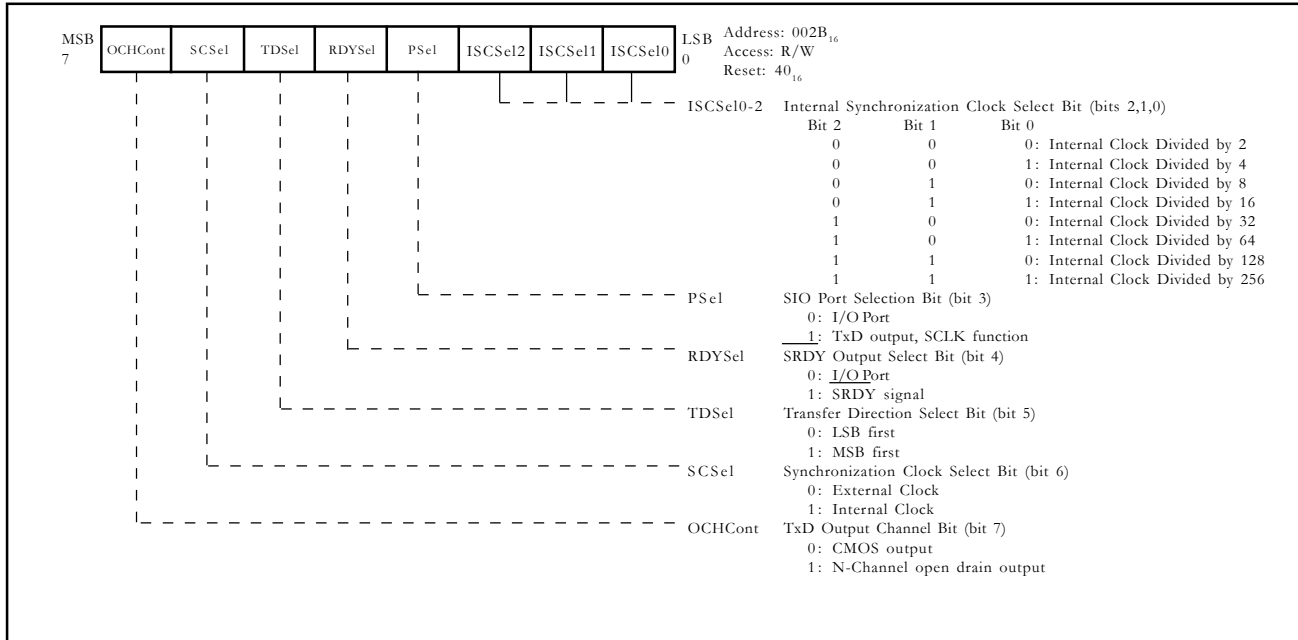 MSB 7 OCHCont SCSel TDSel RDYSel PSel ISCSel2 ISCSel1 ISCSel0 LSB 0
Address: 002B16
Access: R/W
Reset: 4016
ISCSel0-2 Internal Synchronization Clock Select Bit (bits 2,1,0)
Bit 2 Bit 1 Bit 0
0 0 0: Internal Clock Divided by 2
0 0 1: Internal Clock Divided by 4
0 1 0: Internal Clock Divided by 8
0 1 1: Internal Clock Divided by 16
1 0 0: Internal Clock Divided by 32
1 0 1: Internal Clock Divided by 64
1 1 0: Internal Clock Divided by 128
1 1 1: Internal Clock Divided by 256
PSel SIO Port Selection Bit (bit 3)
0: I/O Port
1: TxD output, SCLK function
RDYSel SRDY Output Select Bit (bit 4)
0: I/O Port
1: SRDY signal
TDSel Transfer Direction Select Bit (bit 5)
0: LSB first
1: MSB first
SCSel Synchronization Clock Select Bit (bit 6)
0: External Clock
1: Internal Clock
OCHCont TxD Output Channel Bit (bit 7)
0: CMOS output
1: N-Channel open drain output